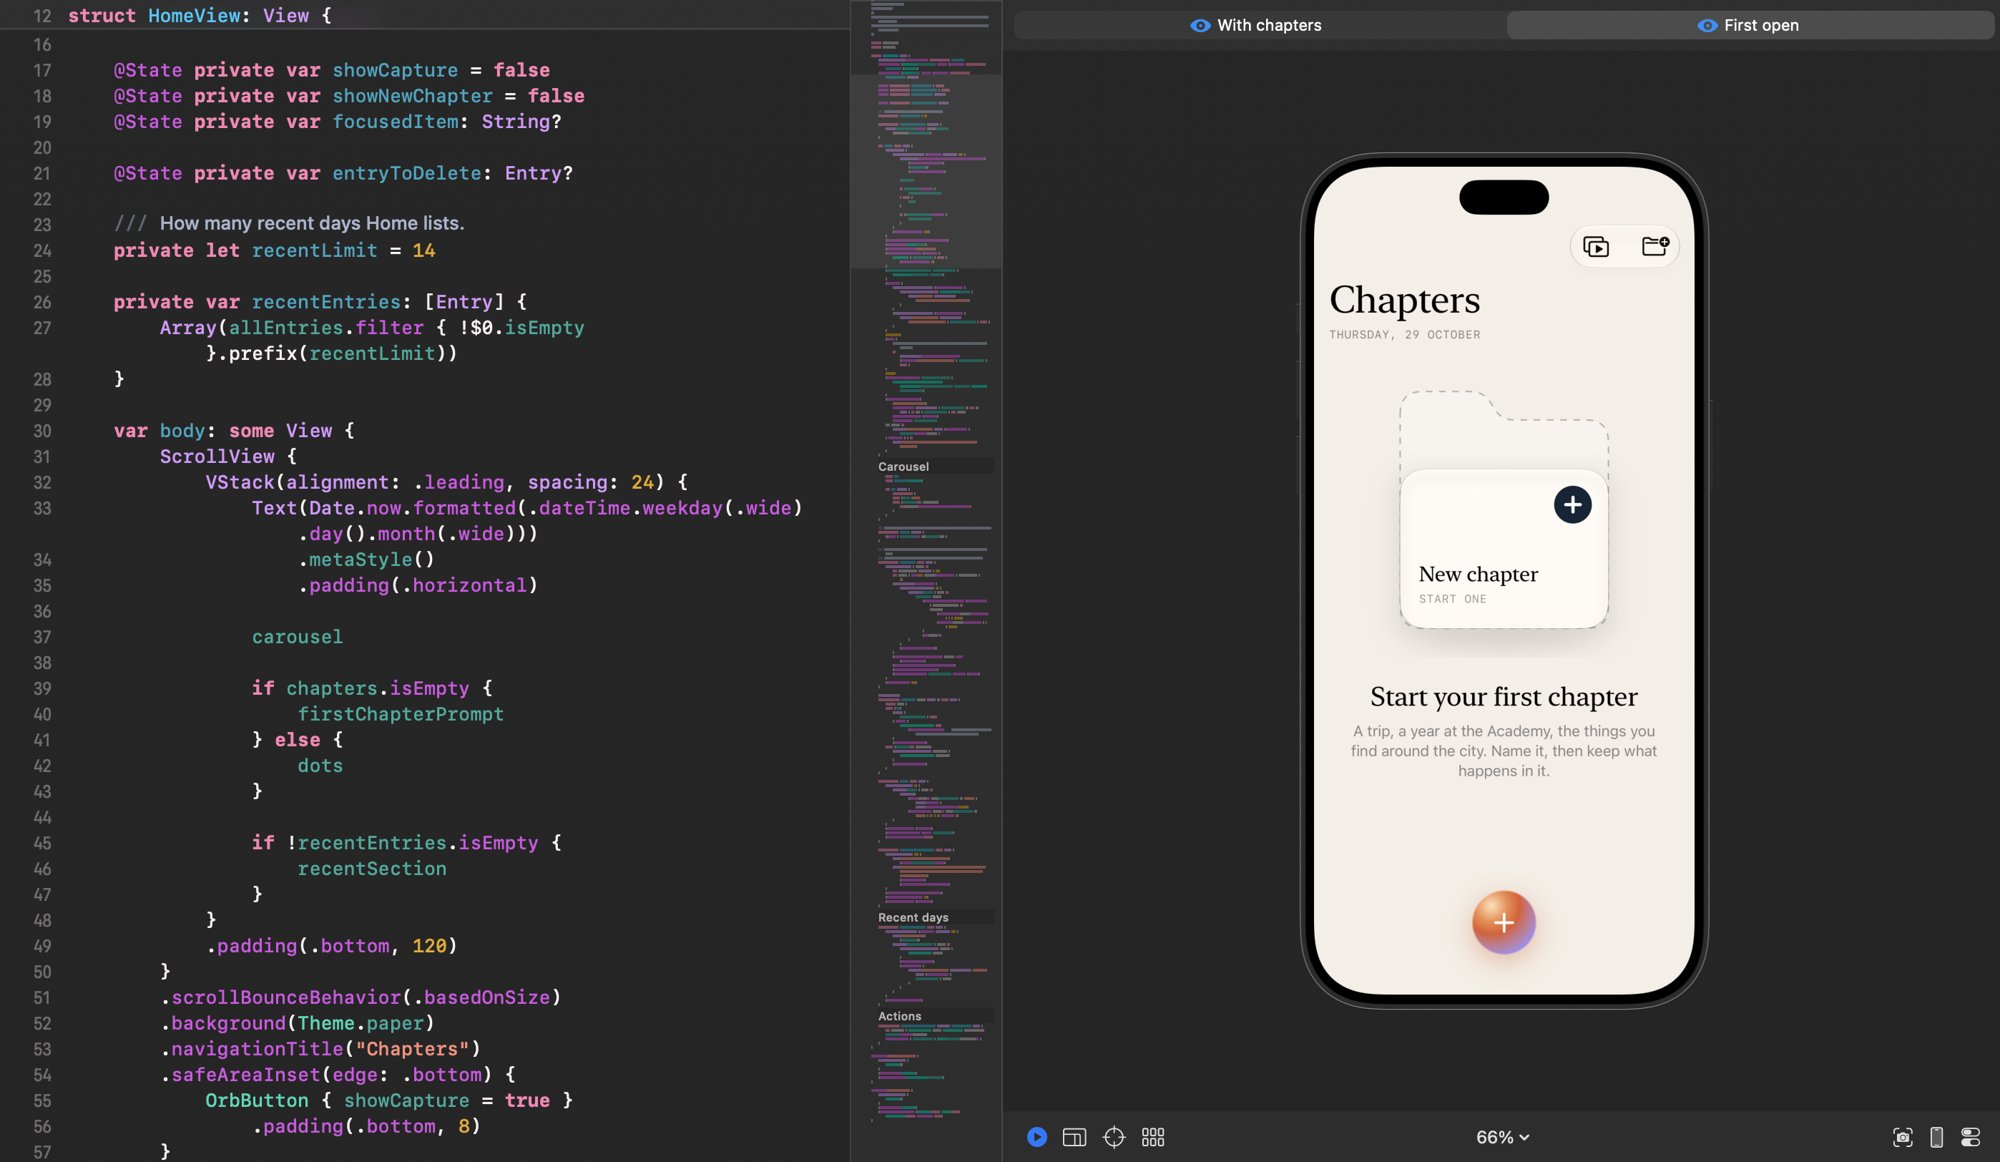 12 struct HomeView: View {
16
17 @State private var showCapture = false
18 @State private var showNewChapter = false
19 @State private var focusedItem: String?
20
21 @State private var entryToDelete: Entry?
22
23 /// How many recent days Home lists.
24 private let recentLimit = 14
25
26 private var recentEntries: [Entry] {
27 Array(allEntries.filter { !$0.isEmpty
}.prefix(recentLimit))
28 }
29
30 var body: some View {
31 ScrollView {
32 VStack(alignment: .leading, spacing: 24) {
33 Text(Date.now.formatted(.dateTime.weekday(.wide)
.day().month(.wide)))
34 .metaStyle()
35 .padding(.horizontal)
36
37 carousel
38
39 if chapters.isEmpty {
40 firstChapterPrompt
41 } else {
42 dots
43 }
44
45 if !recentEntries.isEmpty {
46 recentSection
47 }
48 }
49 .padding(.bottom, 120)
50 }
51 .scrollBounceBehavior(.basedOnSize)
52 .background(Theme.paper)
53 .navigationTitle("Chapters")
54 .safeAreaInset(edge: .bottom) {
55 OrbButton { showCapture = true }
56 .padding(.bottom, 8)
57 }
Carousel
Recent days
Actions
With chapters
First open
Chapters
THURSDAY, 29 OCTOBER
New chapter
START ONE
Start your first chapter
A trip, a year at the Academy, the things you
find around the city. Name it, then keep what
happens in it.
66%